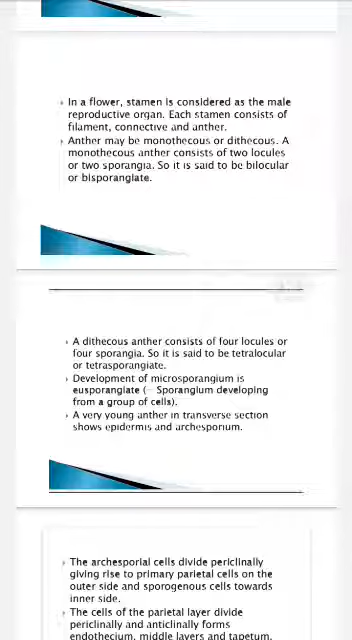 In a flower, stamen is considered as the male
reproductive organ. Each stamen consists of
filament, connective and anther.
Anther may be monothecous or dithecous. A
monothecous anther consists of two locules
or two sporangia. So it is said to be bilocular
or bisporangiate.
A dithecous anther consists of four locules or
four sporangia. So it is said to be tetralocular
or tetrasporangiate.
Development of microsporangium is
eusporangiate (= Sporangium developing
from a group of cells).
A very young anther in transverse section
shows epidermis and archesporium.
The archesporial cells divide periclinally
giving rise to primary parietal cells on the
outer side and sporogenous cells towards
inner side.
The cells of the parietal layer divide
periclinally and anticlinally forms
endothecium, middle layers and tapetum.